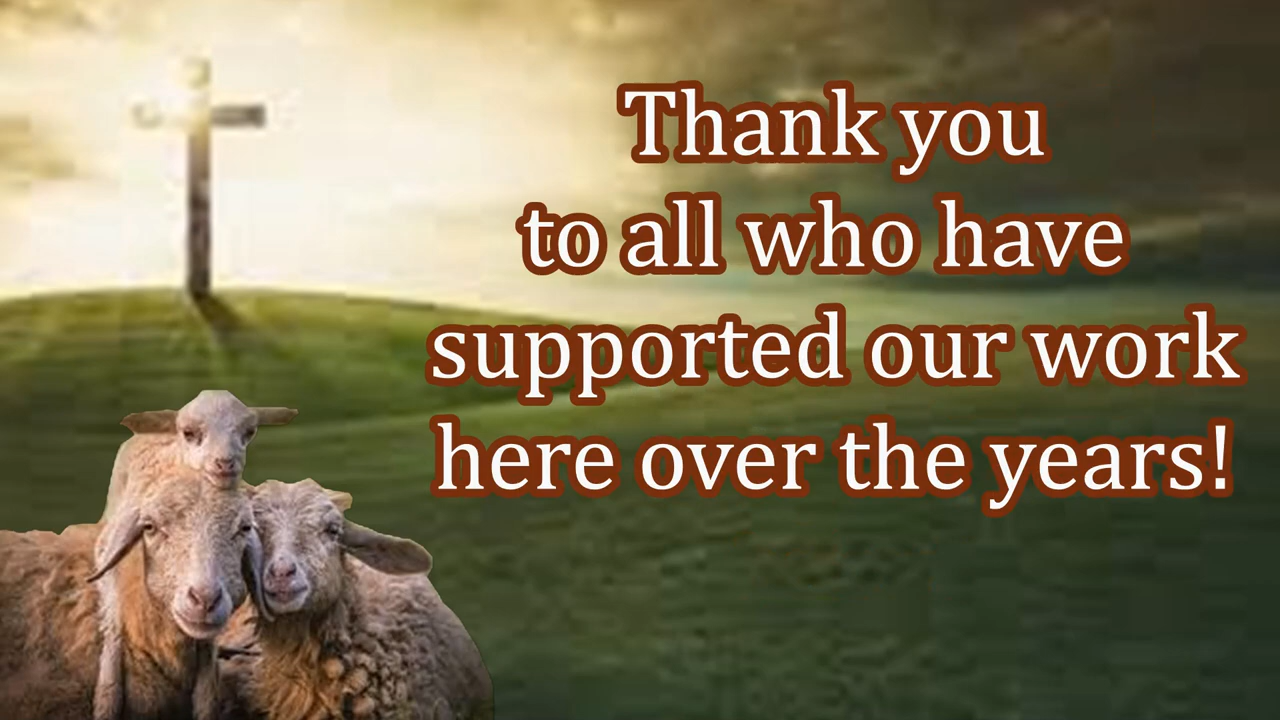 Thank you
to all who have
supported our work
here over the years!